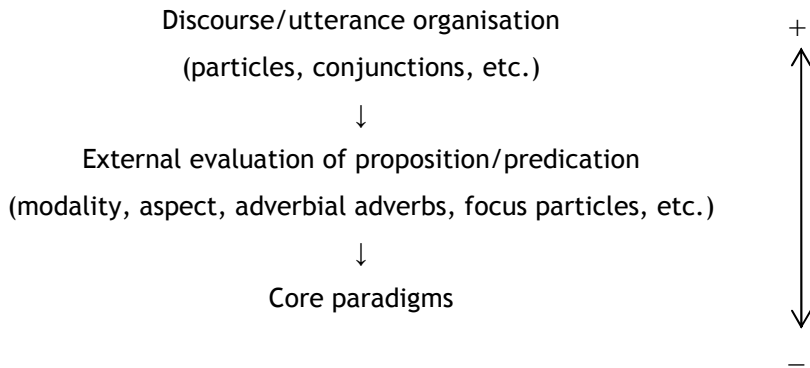 Discourse/utterance organisation
+
(particles, conjunctions, etc.)
↓
External evaluation of proposition/predication
(modality, aspect, adverbial adverbs, focus particles, etc.)
↓
Core paradigms
−